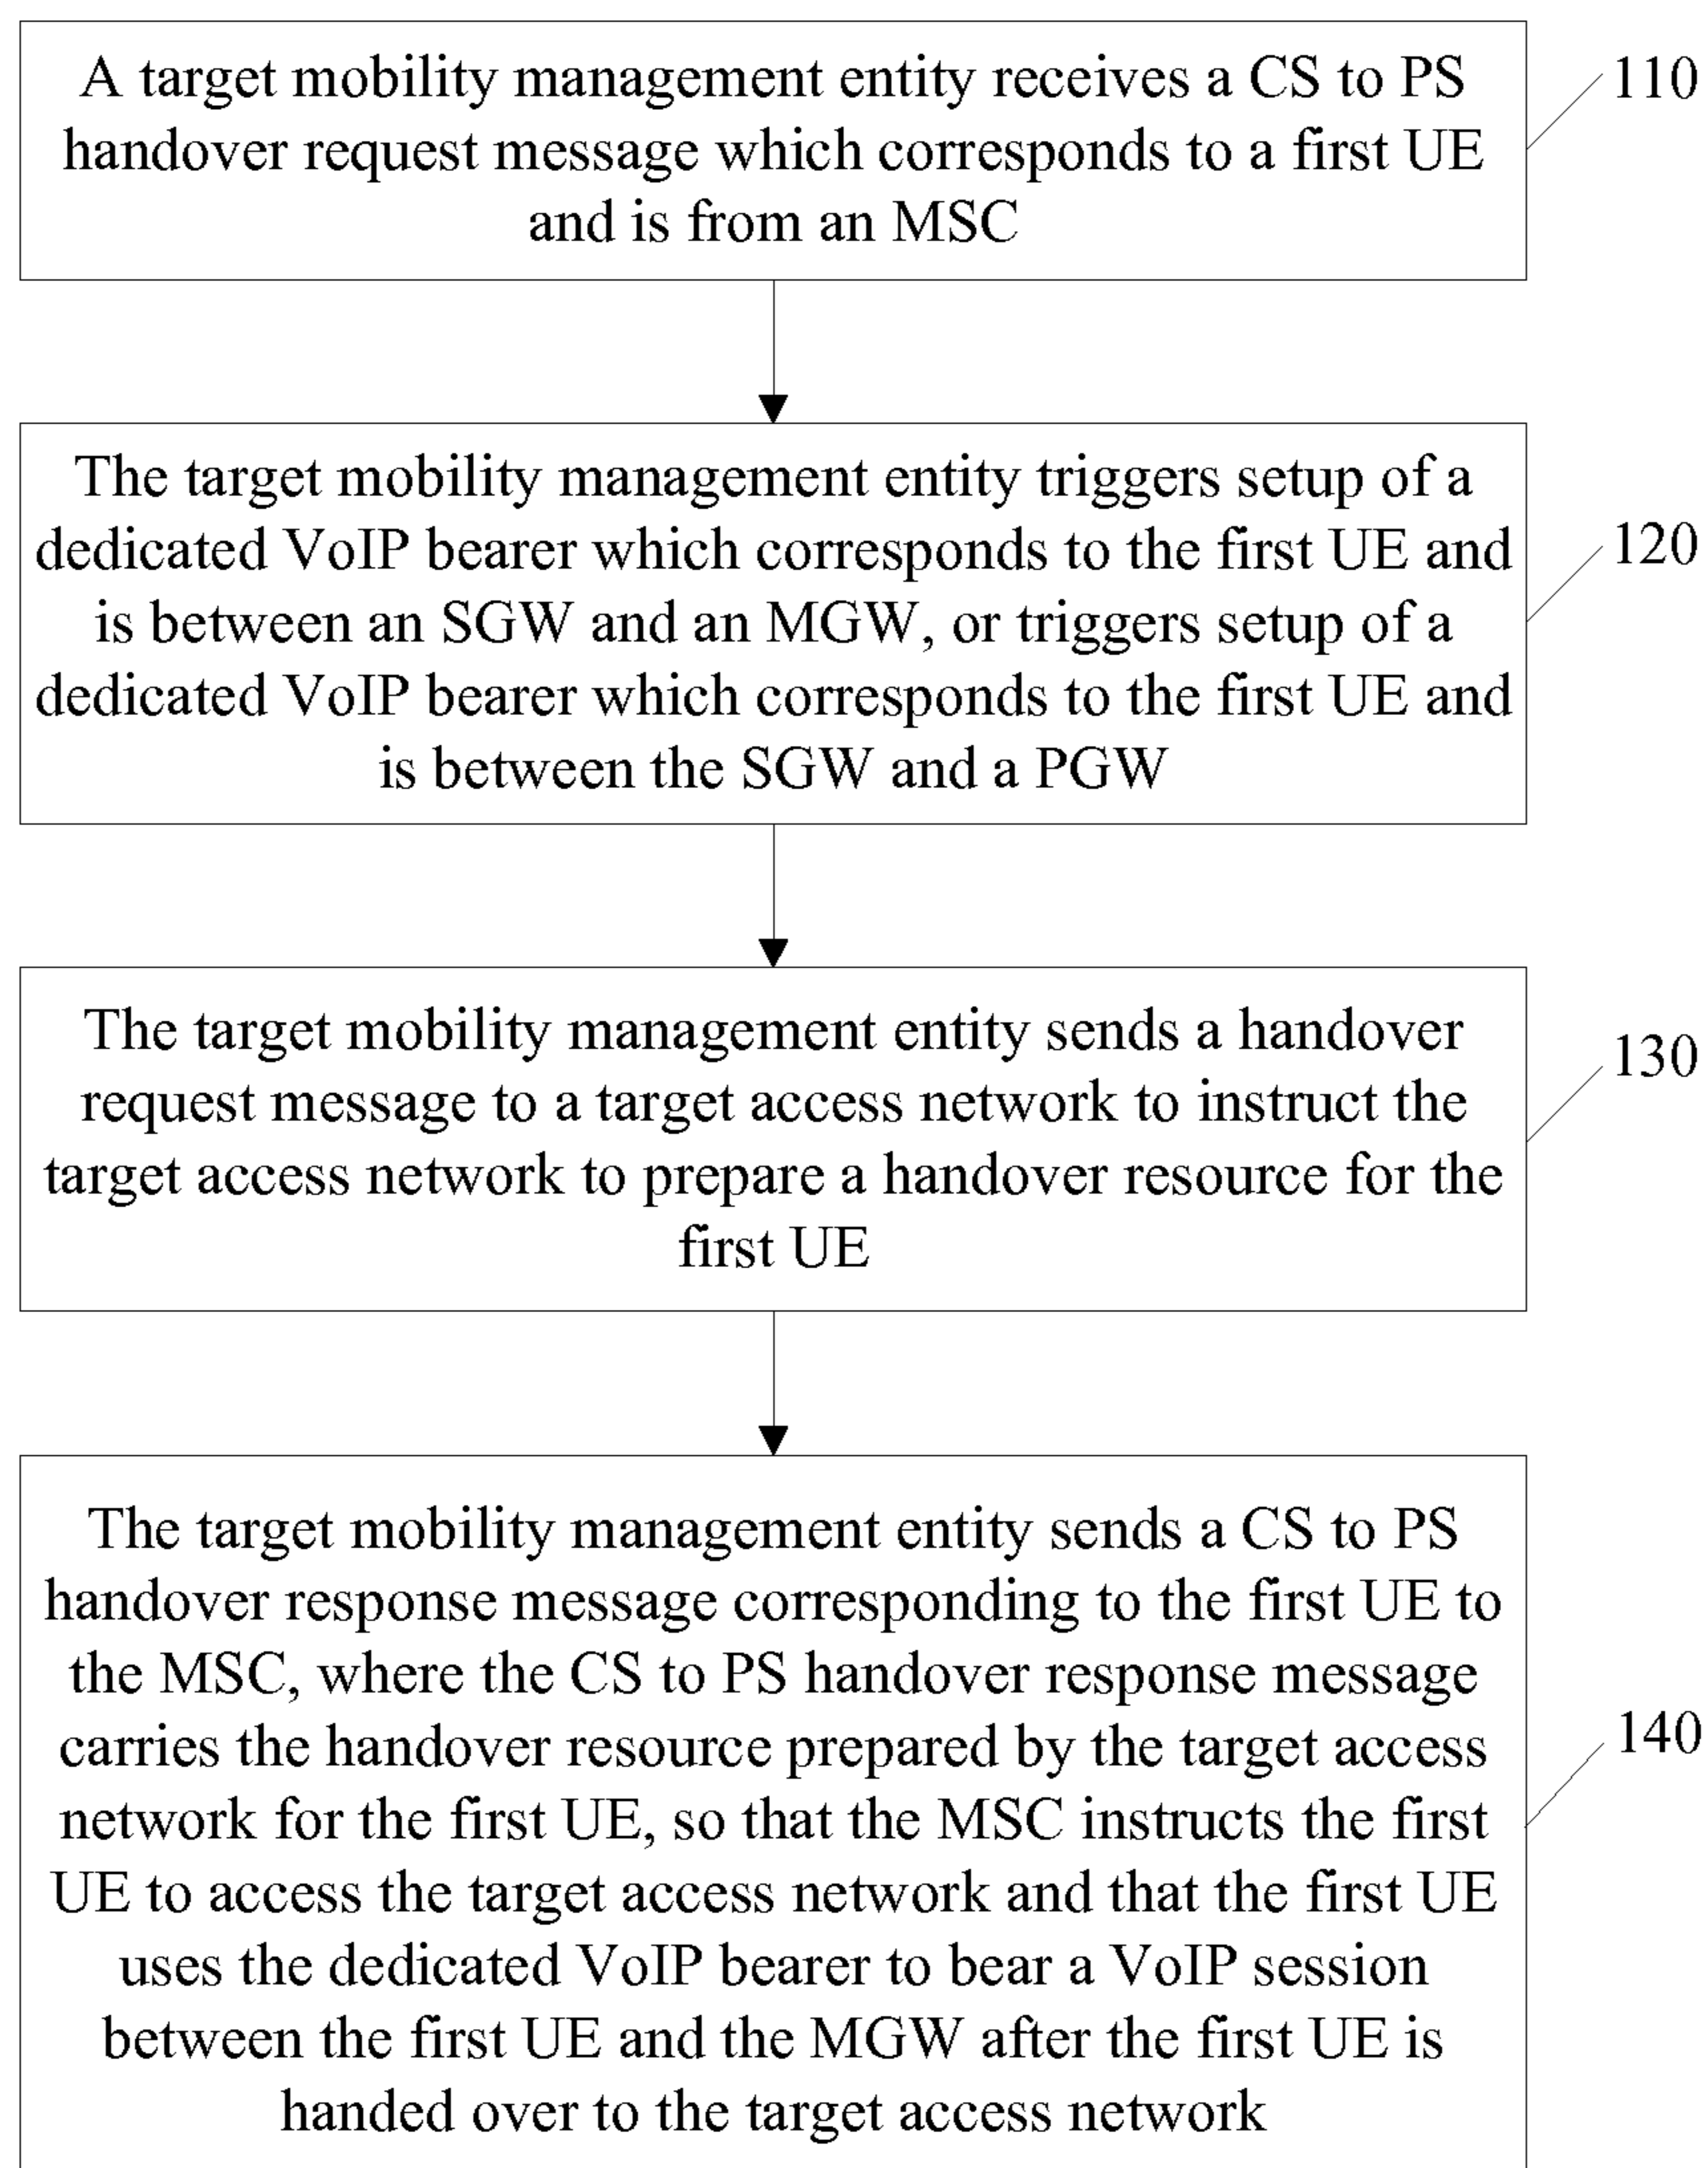 A target mobility management entity receives a CS to PS
handover request message which corresponds to a first UE
and is from an MSC
110
The target mobility management entity triggers setup of a
dedicated VoIP bearer which corresponds to the first UE and
is between an SGW and an MGW, or triggers setup of a
dedicated VoIP bearer which corresponds to the first UE and
is between the SGW and a PGW
120
The target mobility management entity sends a handover
request message to a target access network to instruct the
target access network to prepare a handover resource for the
first UE
130
The target mobility management entity sends a CS to PS
handover response message corresponding to the first UE to
the MSC, where the CS to PS handover response message
carries the handover resource prepared by the target access
network for the first UE, so that the MSC instructs the first
UE to access the target access network and that the first UE
uses the dedicated VoIP bearer to bear a VoIP session
between the first UE and the MGW after the first UE is
handed over to the target access network
140